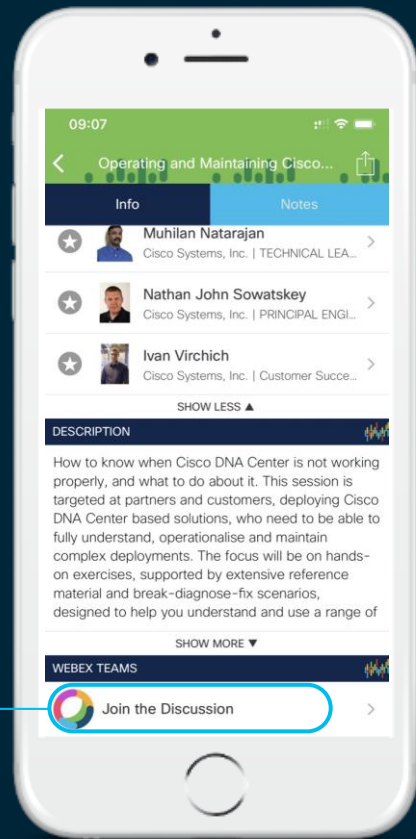 09:07
Operating and Maintaining Cisco...
Info
Notes
Muhilan Natarajan
Cisco Systems, Inc. | TECHNICAL LEA...
Nathan John Sowatskey
Cisco Systems, Inc. | PRINCIPAL ENGI...
Ivan Virchich
Cisco Systems, Inc. | Customer Succe...
SHOW LESS ▲
DESCRIPTION
How to know when Cisco DNA Center is not working
properly, and what to do about it. This session is
targeted at partners and customers, deploying Cisco
DNA Center based solutions, who need to be able to
fully understand, operationalise and maintain
complex deployments. The focus will be on hands-
on exercises, supported by extensive reference
material and break-diagnose-fix scenarios,
designed to help you understand and use a range of
SHOW MORE ▼
WEBEX TEAMS
Join the Discussion